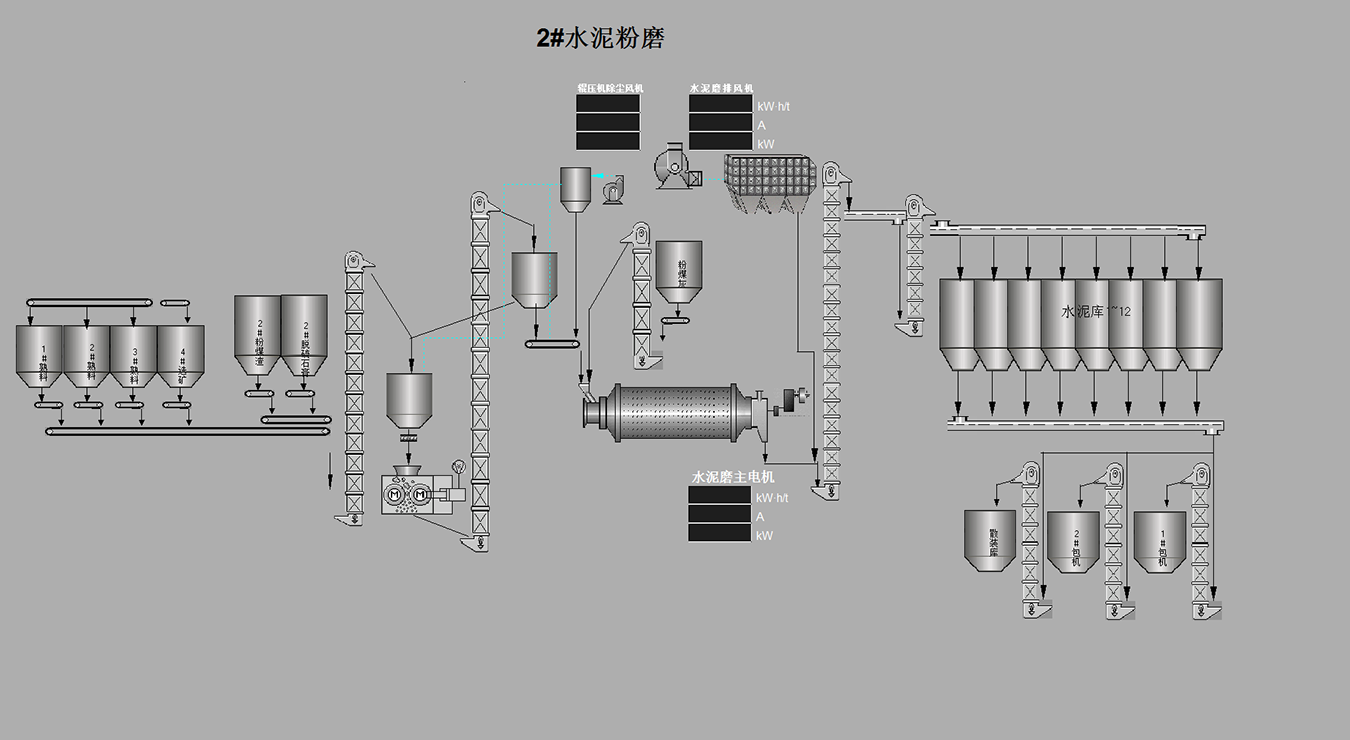 2#水泥粉磨
辊压机除尘风机
水泥磨排风机
kW·h/t
A
kW
粉煤灰
1#熟料
2#熟料
3#熟料
4#选矿
2#粉煤渣
2#脱硫石膏
水泥库1~12
水泥磨主电机
kW·h/t
A
kW
散装库
2#包机
1#包机